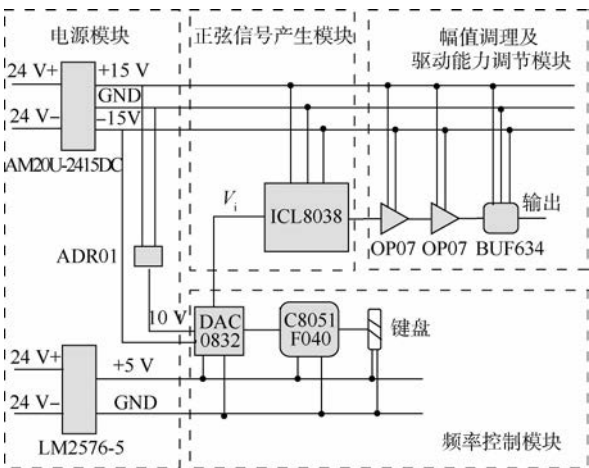 电源模块
正弦信号产生模块
幅值调理及
驱动能力调节模块
24 V+
+15 V
GND
24 V−
−15V
AM20U-2415DC
V_i
ICL8038
输出
OP07
OP07
BUF634
ADR01
10 V
DAC
0832
C8051
F040
键盘
24 V+
+5 V
24 V−
GND
LM2576-5
频率控制模块